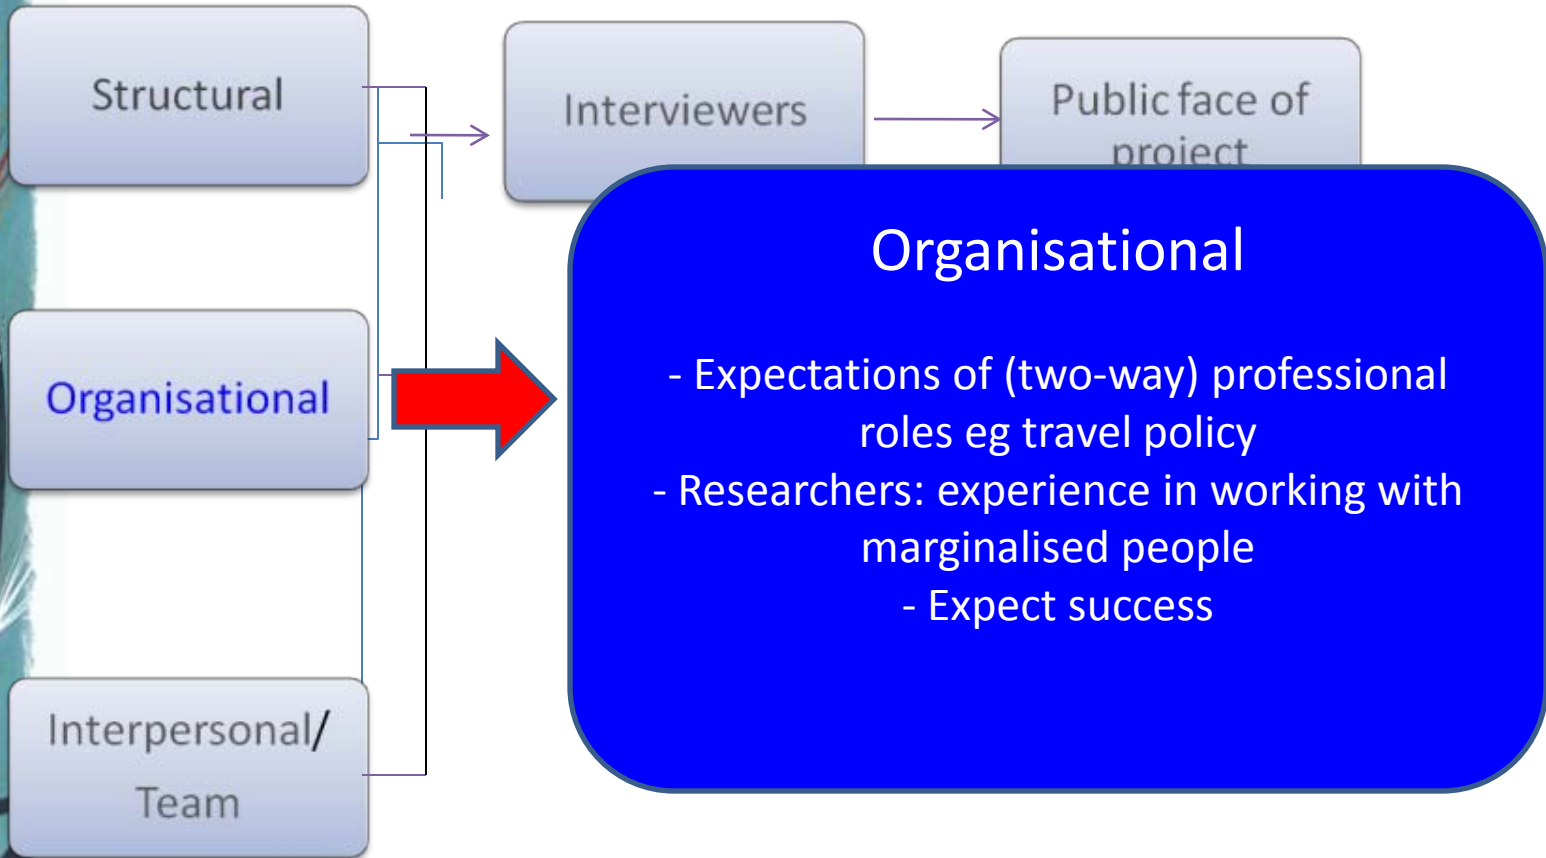 Structural
Interviewers
Public face of
project
Organisational
Organisational
- Expectations of (two-way) professional
roles eg travel policy
- Researchers: experience in working with
marginalised people
- Expect success
Interpersonal/
Team